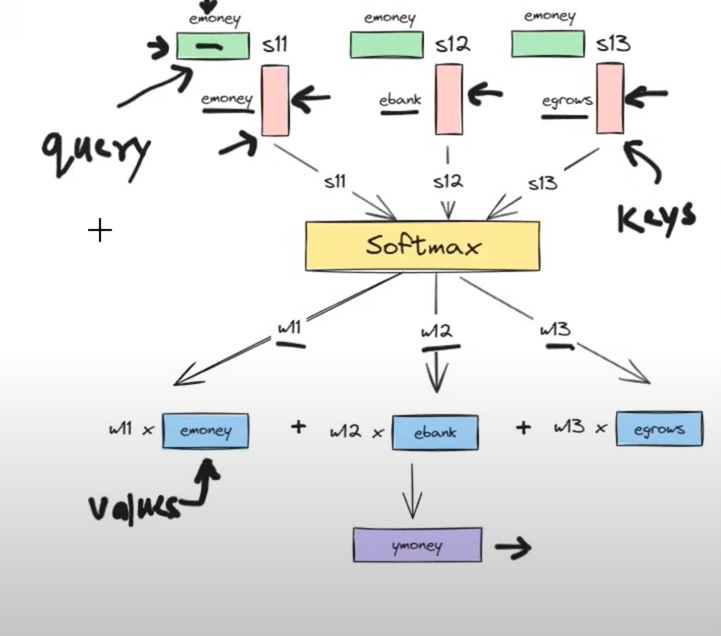 emoney emoney emoney
s11 s12 s13
emoney ebank egrows
query
s11 s12 s13
Keys
Softmax
w11 w12 w13
w11 x emoney + w12 x ebank + w13 x egrows
values
ymoney